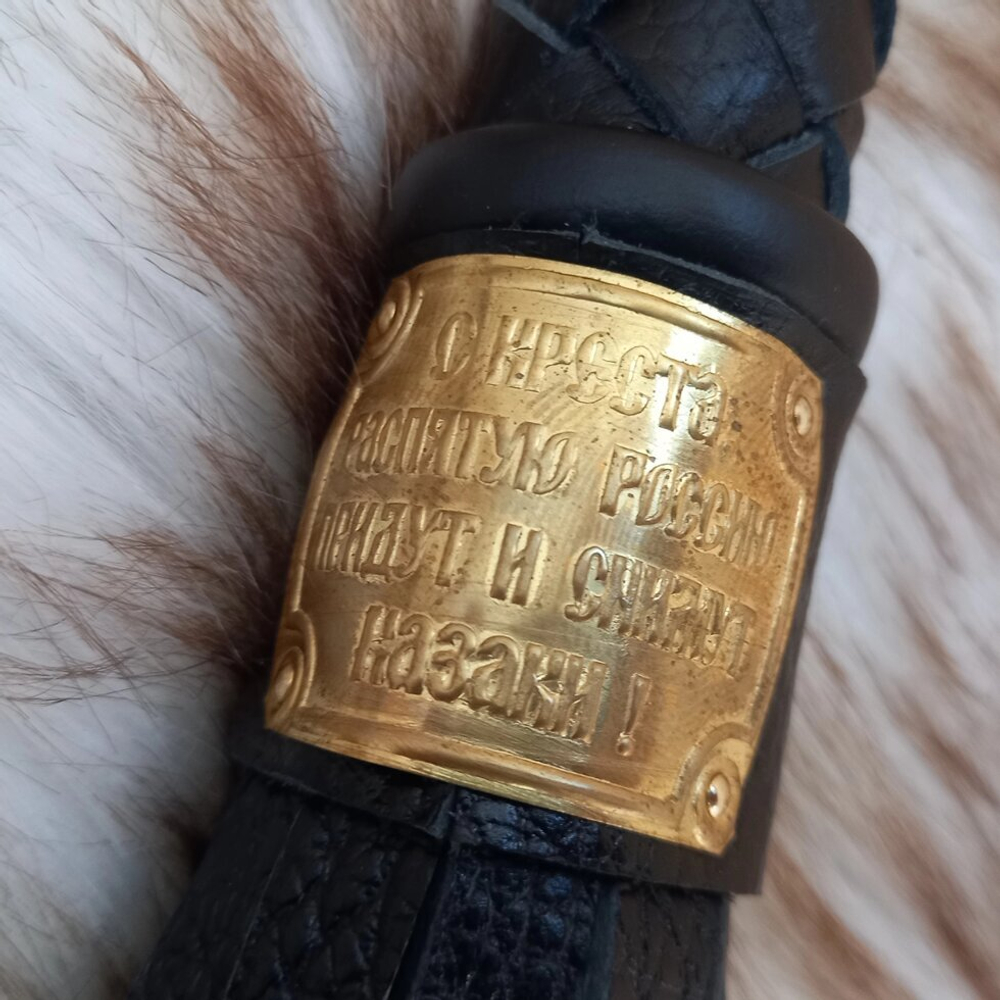 С КРЕСТА
РАСПЯТУЮ РОССИЮ
ПРИДУТ И СНИМУТ
КАЗАКИ !